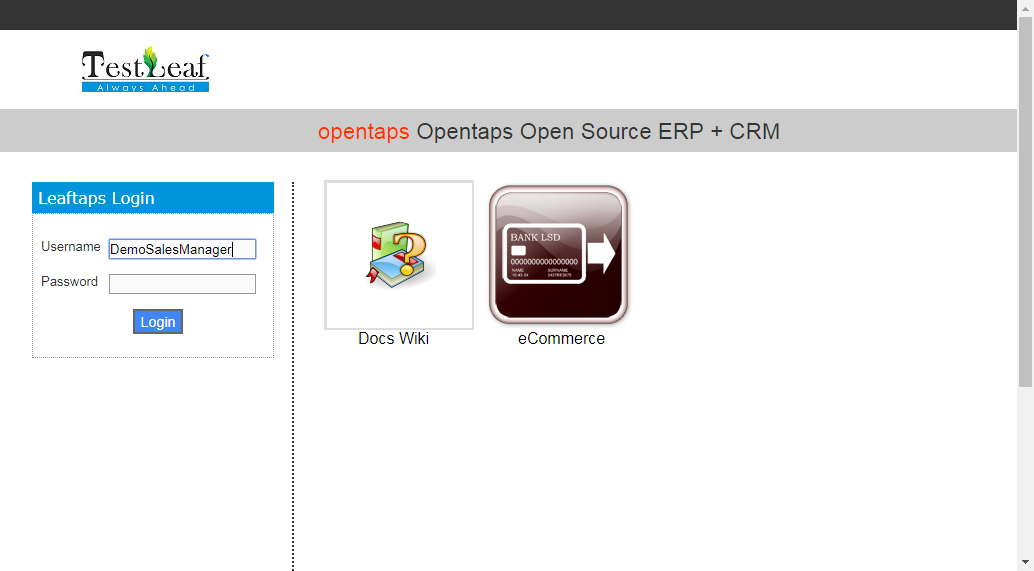 TestLeaf
Always Ahead
opentaps Opentaps Open Source ERP + CRM
Leaftaps Login
Username DemoSalesManager
Password
Login
BANK LSD
0000000000000000
NAME SURNAME
Docs Wiki
eCommerce